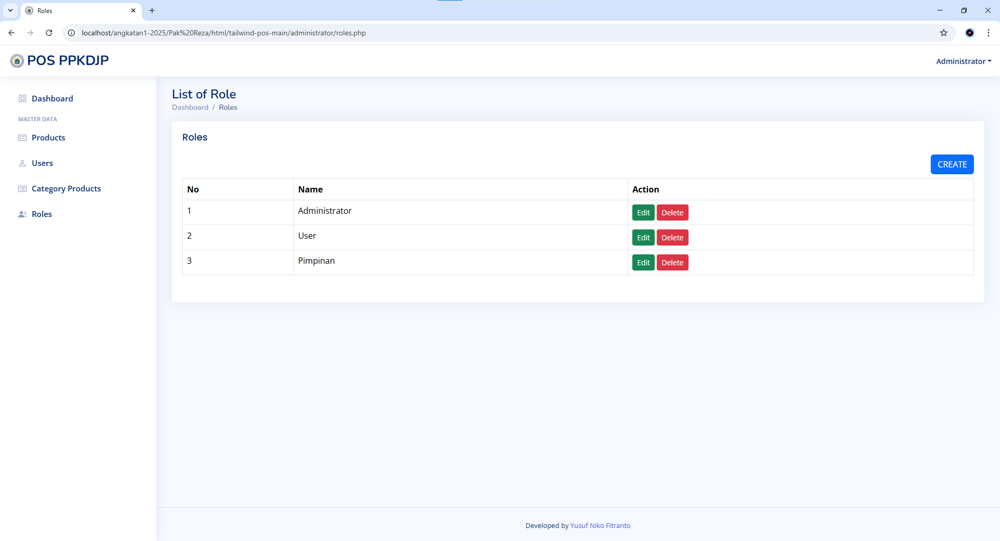 Roles
localhost/angkatan1-2025/Pak%20Reza/html/tailwind-pos-main/administrator/roles.php
POS PPKDJP
Administrator
Dashboard
MASTER DATA
Products
Users
Category Products
Roles
List of Role
Dashboard / Roles
Roles
CREATE
No Name Action
1 Administrator Edit Delete
2 User Edit Delete
3 Pimpinan Edit Delete
Developed by Yusuf Niko Fitranto